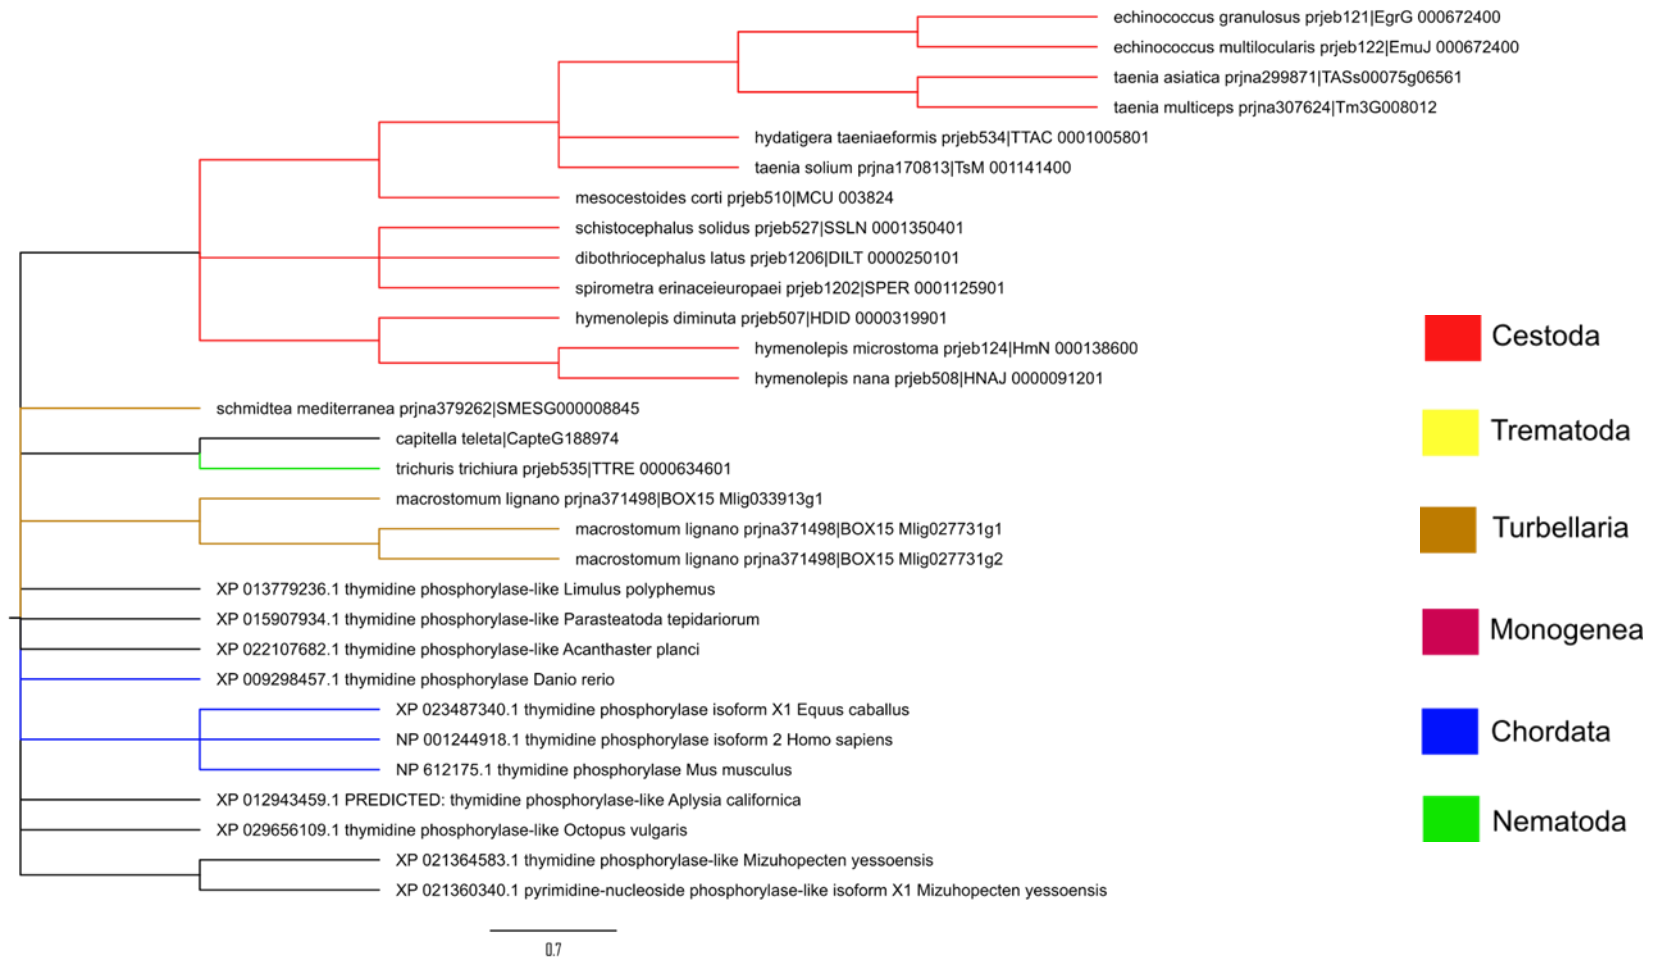 echinococcus granulosus prjeb121|EgrG 000672400
echinococcus multilocularis prjeb122|EmuJ 000672400
taenia asiatica prjna299871|TASs00075g06561
taenia multiceps prjna307624|Tm3G008012
hydatigera taeniaeformis prjeb534|TTAC 0001005801
taenia solium prjna170813|TsM 001141400
mesocestoides corti prjeb510|MCU 003824
schistocephalus solidus prjeb527|SSLN 0001350401
dibothriocephalus latus prjeb1206|DILT 0000250101
spirometra erinaceieuropaei prjeb1202|SPER 0001125901
hymenolepis diminuta prjeb507|HDID 0000319901
hymenolepis microstoma prjeb124|HmN 000138600
hymenolepis nana prjeb508|HNAJ 0000091201
schmidtea mediterranea prjna379262|SMESG000008845
capitella teleta|CapteG188974
trichuris trichiura prjeb535|TTRE 0000634601
macrostomum lignano prjna371498|BOX15 Mlig033913g1
macrostomum lignano prjna371498|BOX15 Mlig027731g1
macrostomum lignano prjna371498|BOX15 Mlig027731g2
XP 013779236.1 thymidine phosphorylase-like Limulus polyphemus
XP 015907934.1 thymidine phosphorylase-like Parasteatoda tepidariorum
XP 022107682.1 thymidine phosphorylase-like Acanthaster planci
XP 009298457.1 thymidine phosphorylase Danio rerio
XP 023487340.1 thymidine phosphorylase isoform X1 Equus caballus
NP 001244918.1 thymidine phosphorylase isoform 2 Homo sapiens
NP 612175.1 thymidine phosphorylase Mus musculus
XP 012943459.1 PREDICTED: thymidine phosphorylase-like Aplysia californica
XP 029656109.1 thymidine phosphorylase-like Octopus vulgaris
XP 021364583.1 thymidine phosphorylase-like Mizuhopecten yessoensis
XP 021360340.1 pyrimidine-nucleoside phosphorylase-like isoform X1 Mizuhopecten yessoensis
0.7
Cestoda
Trematoda
Turbellaria
Monogenea
Chordata
Nematoda